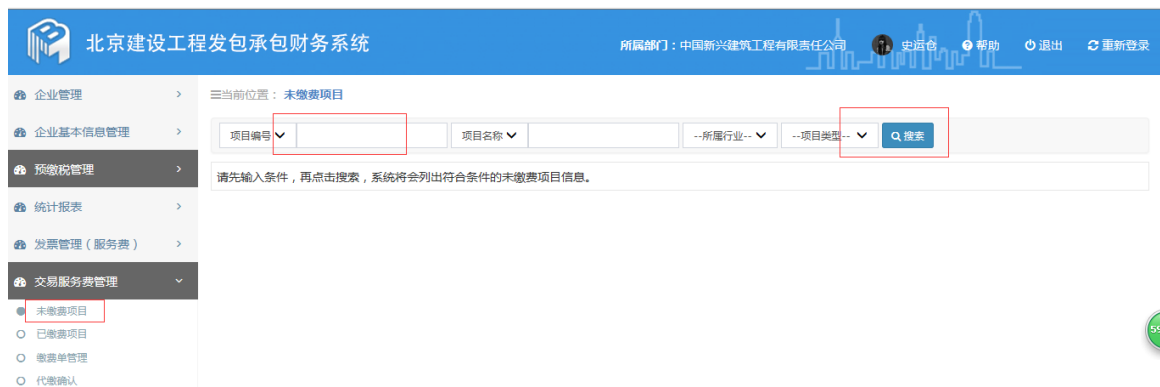 北京建设工程发包承包财务系统
所属部门：中国新兴建筑工程有限责任公司 史运仓 帮助 退出 重新登录
企业管理
企业基本信息管理
预缴税管理
统计报表
发票管理（服务费）
交易服务费管理
未缴费项目
已缴费项目
缴费单管理
代缴确认
当前位置： 未缴费项目
项目编号 项目名称 --所属行业-- --项目类型-- 搜索
请先输入条件，再点击搜索，系统将会列出符合条件的未缴费项目信息。
59